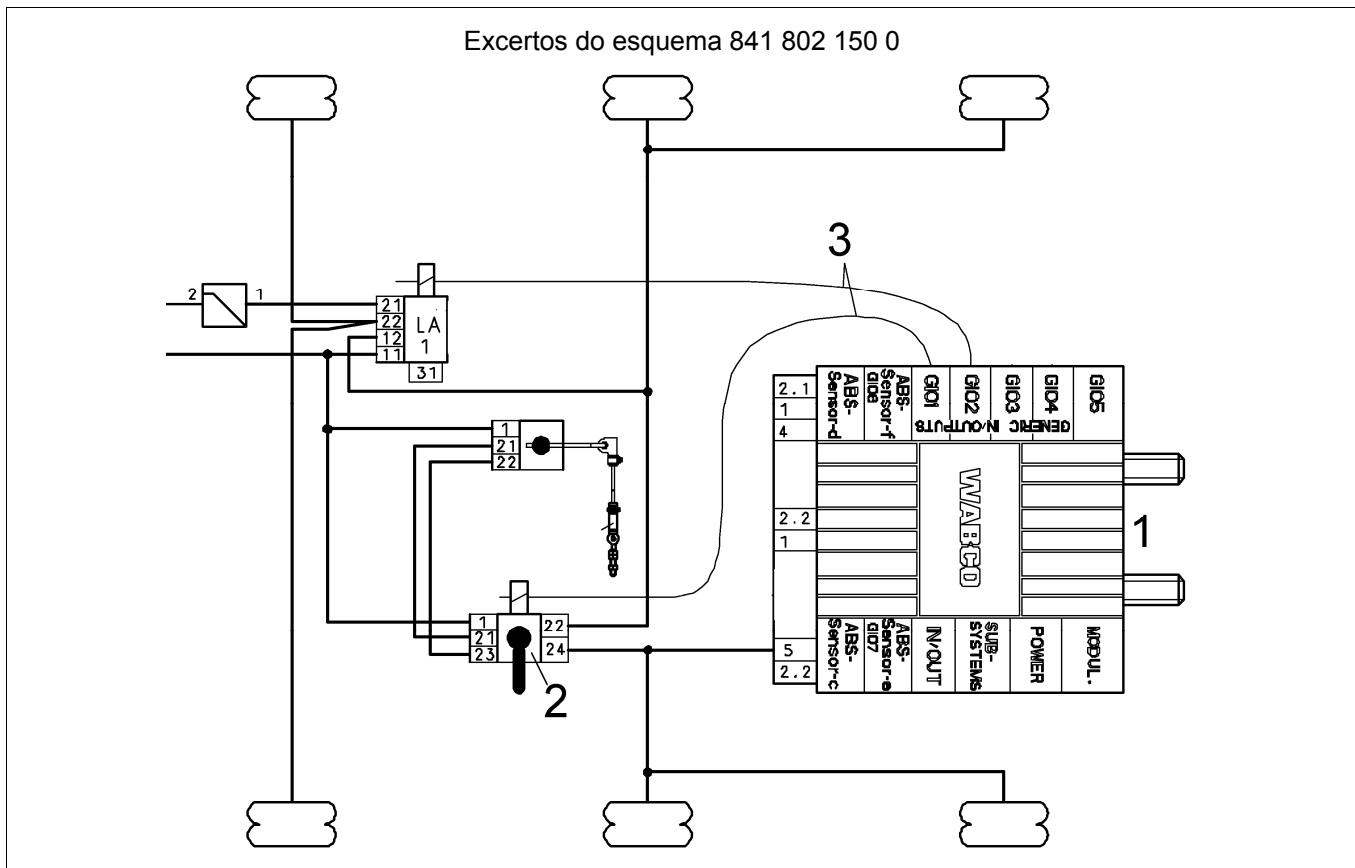 Excertos do esquema 841 802 150 0
3
2
1
21
22
12
11
LA
1
31
1
21
22
1
21
23
22
24
2
2.1
1
4
2.2
1
5
2.2
ABS-
Sensor-d
ABS-
Sensor-f
GIO6
GIO1
GIO2
GIO3
GIO4
GIO5
GENERIC IN/OUTPUTS
WABCO
1
ABS-
Sensor-c
ABS-
Sensor-e
GIO7
IN/OUT
SUB-
SYSTEMS
POWER
MODUL.